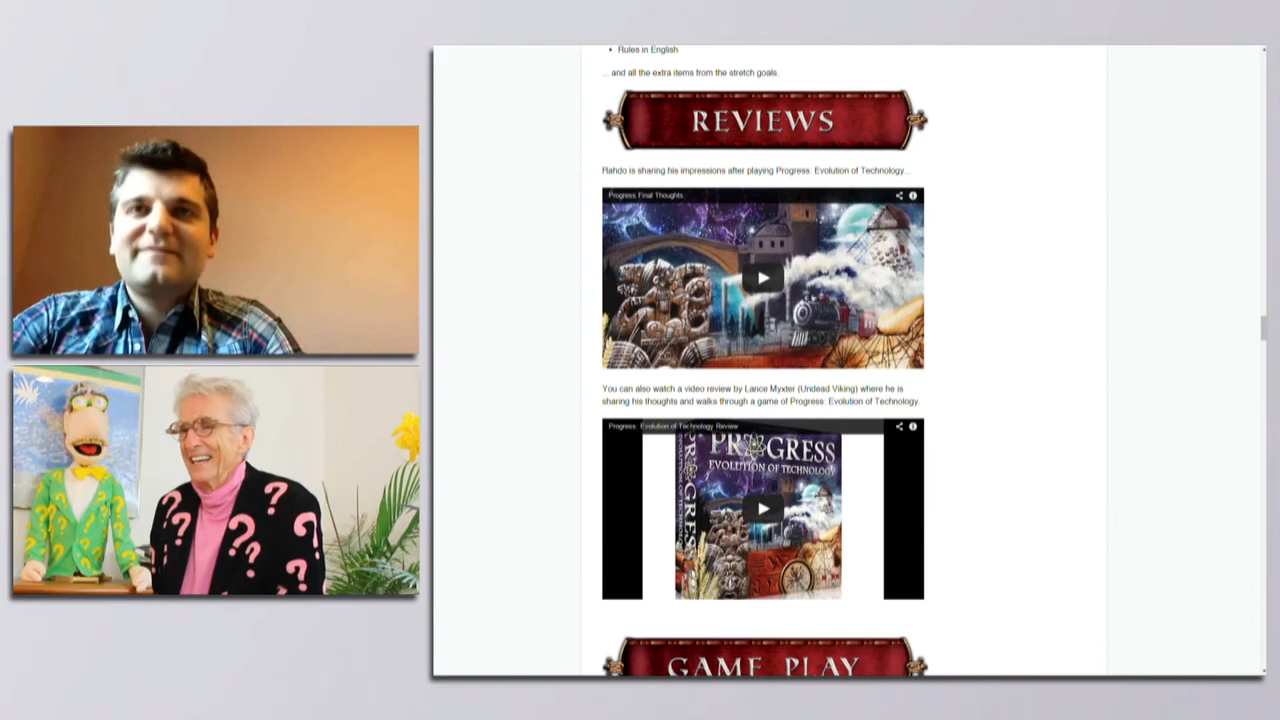 Rules in English
... and all the extra items from the stretch goals.
REVIEWS
Rahdo is sharing his impressions after playing Progress: Evolution of Technology...
Progress Final Thoughts
You can also watch a video review by Lance Myxter (Undead Viking) where he is
sharing his thoughts and walks through a game of Progress: Evolution of Technology.
Progress: Evolution of Technology Review
PROGRESS
EVOLUTION OF TECHNOLOGY
PROGRESS
EVOLUTION OF TECHNOLOGY
GAME PLAY